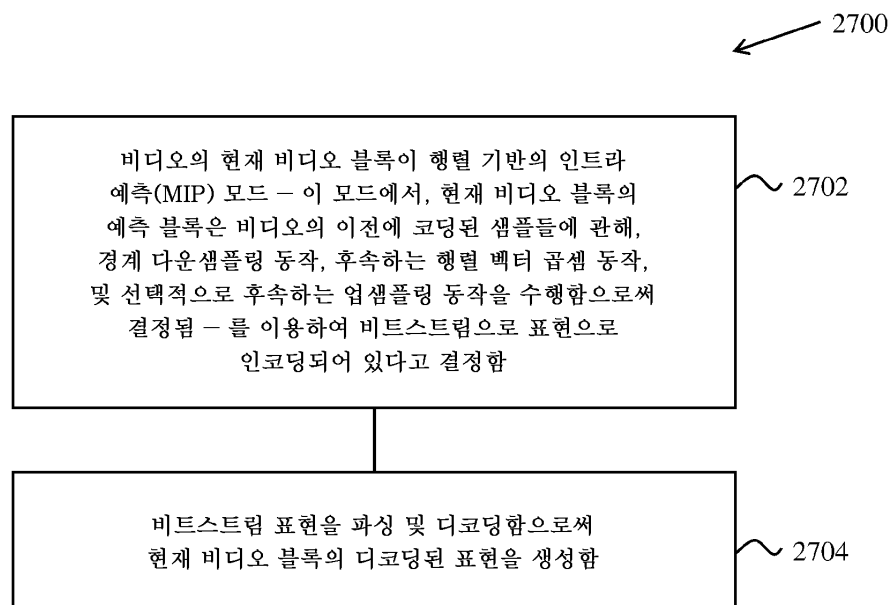 2700
비디오의 현재 비디오 블록이 행렬 기반의 인트라
예측(MIP) 모드 – 이 모드에서, 현재 비디오 블록의
예측 블록은 비디오의 이전에 코딩된 샘플들에 관해,
경계 다운샘플링 동작, 후속하는 행렬 벡터 곱셈 동작,
및 선택적으로 후속하는 업샘플링 동작을 수행함으로써
결정됨 – 를 이용하여 비트스트림으로 표현으로
인코딩되어 있다고 결정함
2702
비트스트림 표현을 파싱 및 디코딩함으로써
현재 비디오 블록의 디코딩된 표현을 생성함
2704